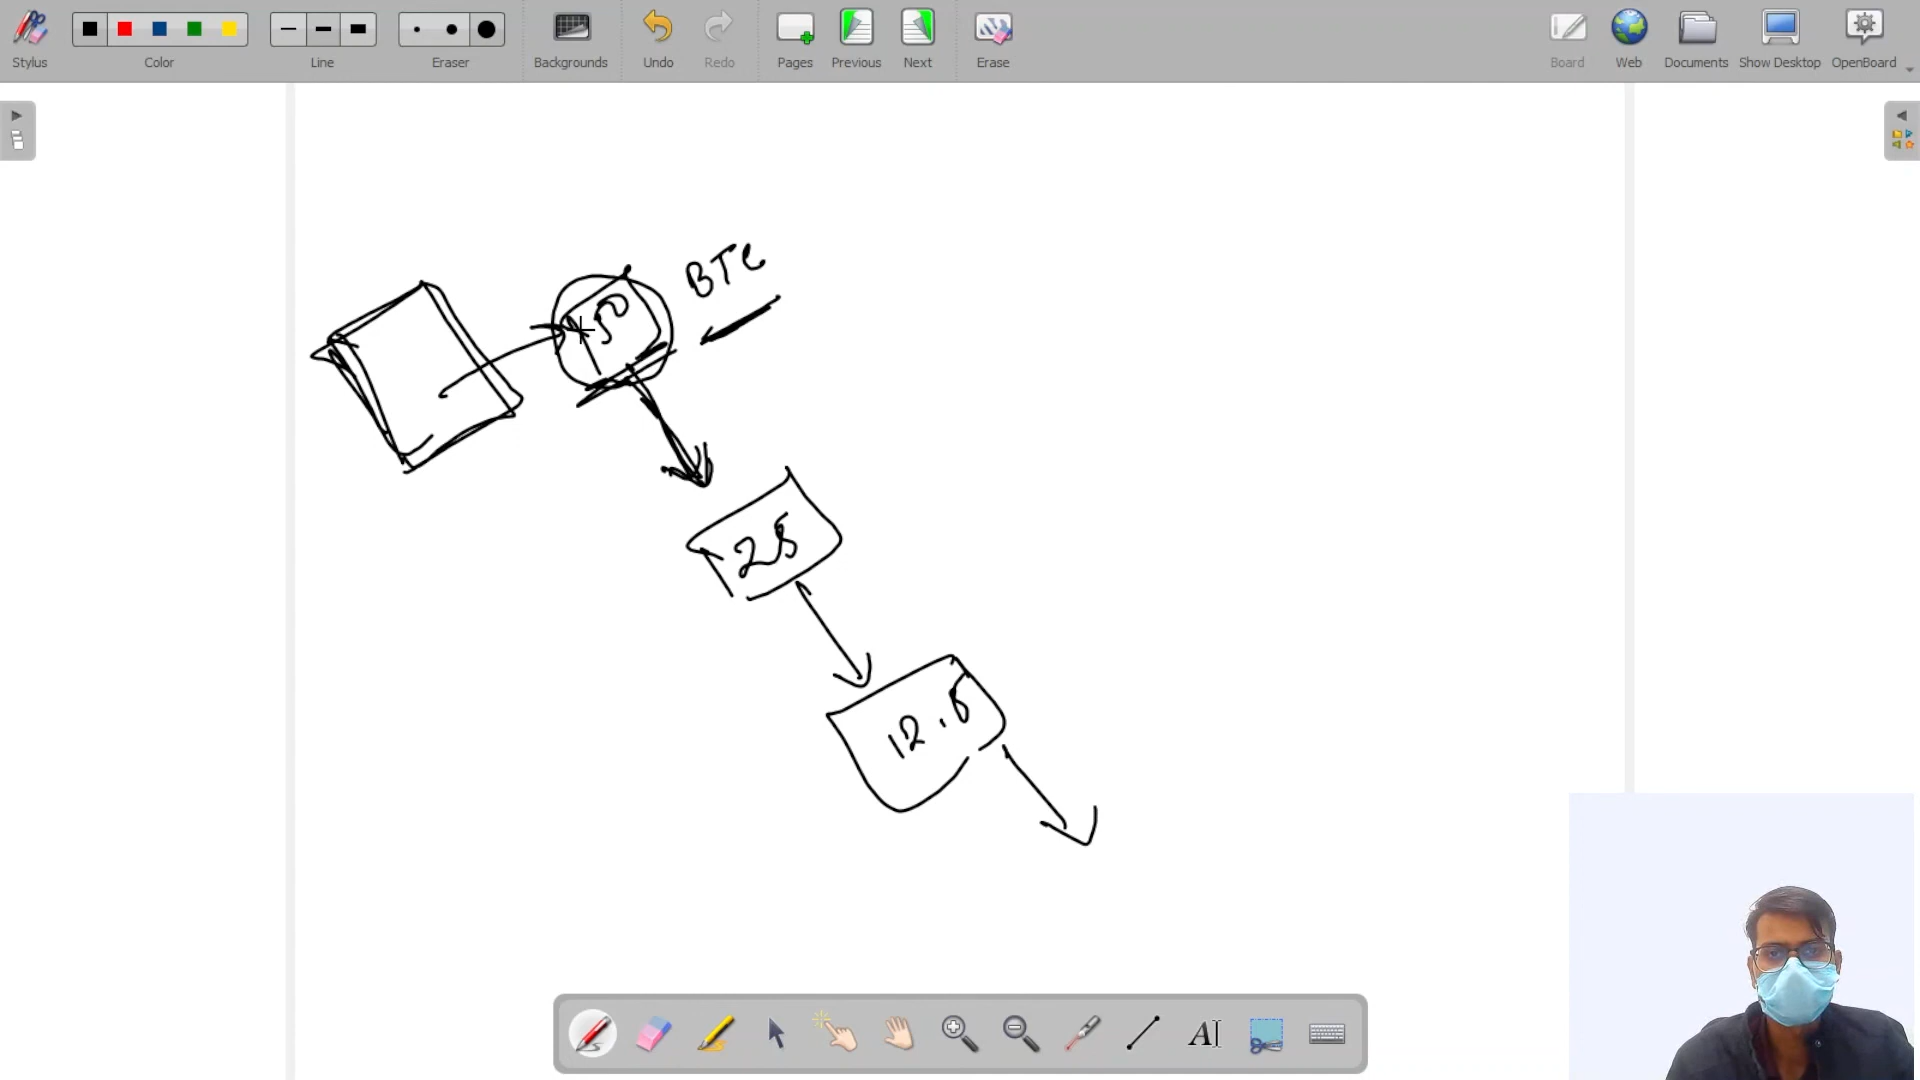 Stylus
Color
Line
Eraser
Backgrounds
Undo
Redo
Pages
Previous
Next
Erase
Board
Web
Documents
Show Desktop
OpenBoard
BTC
50
25
12.5